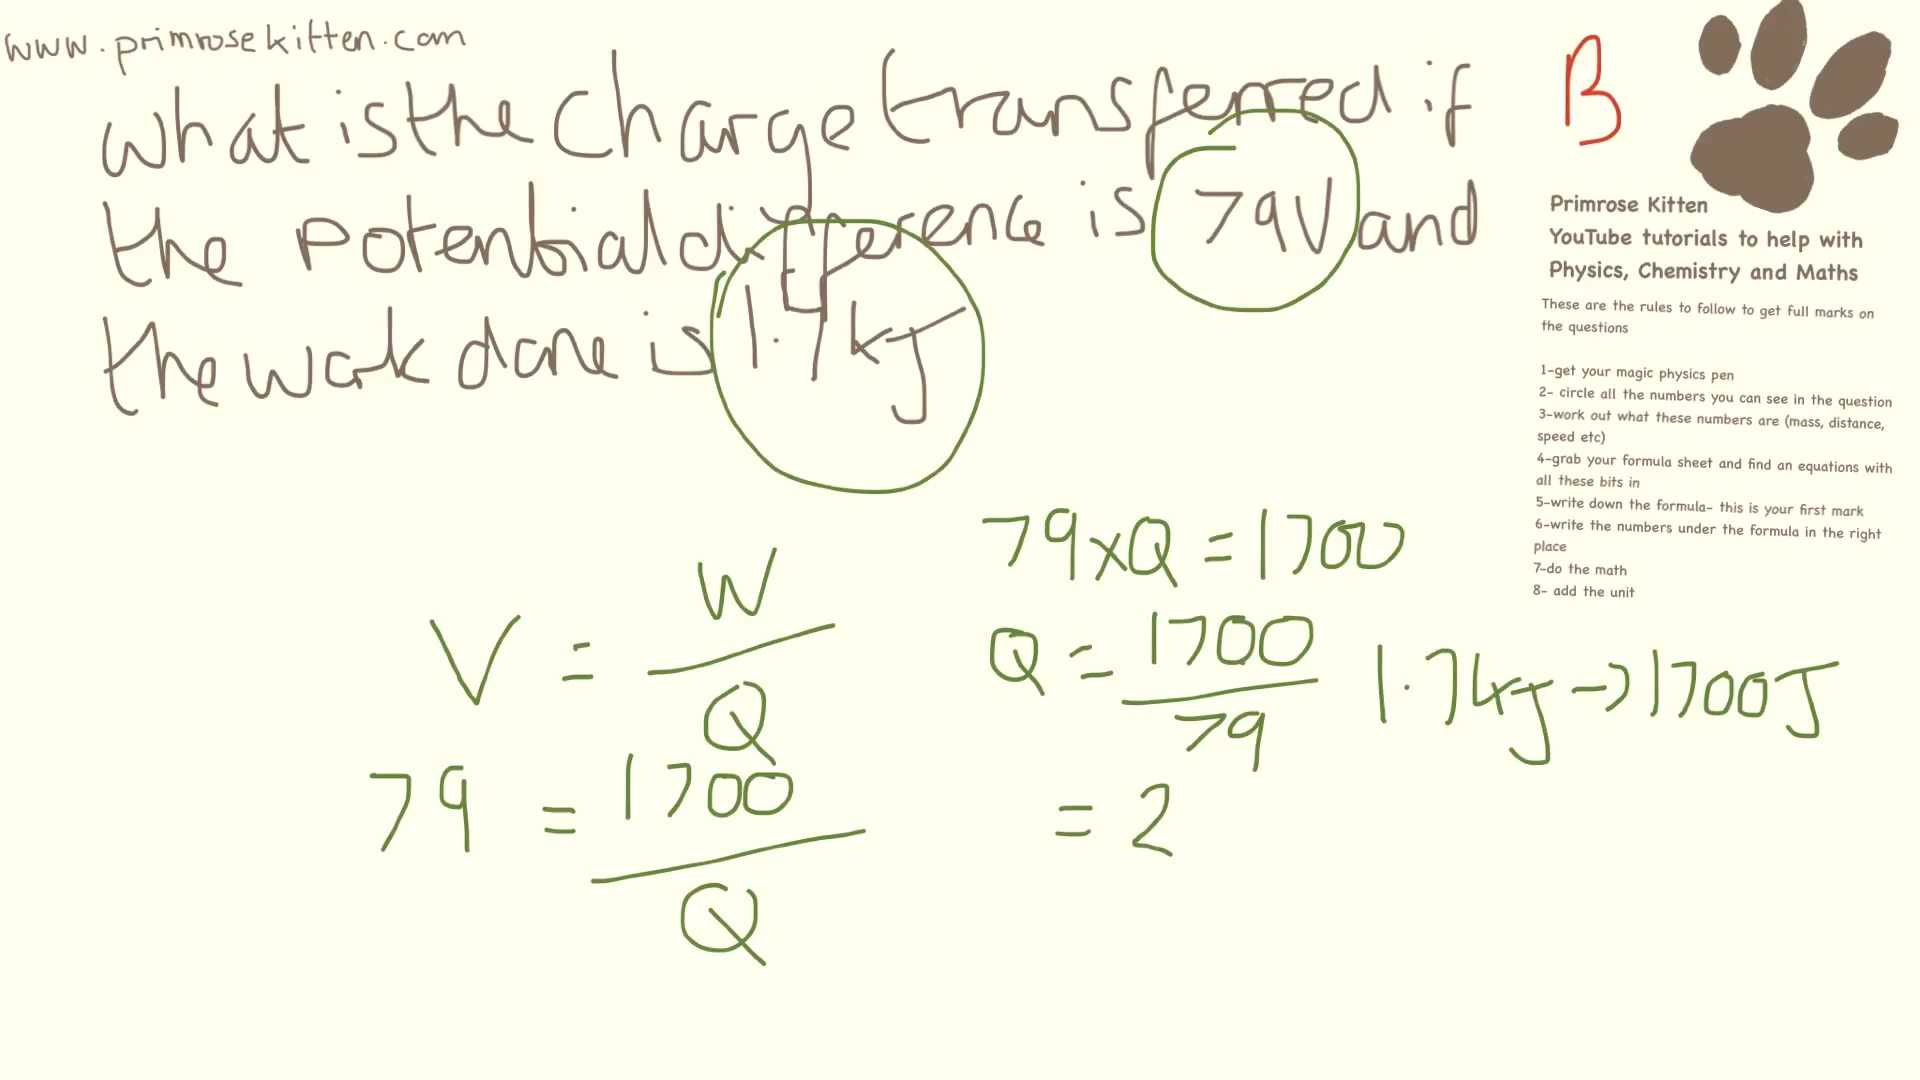 www.primrosekitten.com
what is the charge transferred if
the potential difference is 79V and
the work done is 1.7kJ
B
Primrose Kitten
YouTube tutorials to help with
Physics, Chemistry and Maths
These are the rules to follow to get full marks on
the questions
1-get your magic physics pen
2- circle all the numbers you can see in the question
3-work out what these numbers are (mass, distance,
speed etc)
4-grab your formula sheet and find an equations with
all these bits in
5-write down the formula- this is your first mark
6-write the numbers under the formula in the right
place
7-do the math
8- add the unit
V = W
Q
79 = 1700
Q
79 x Q = 1700
Q = 1700
79
= 2
1.7kJ → 1700J